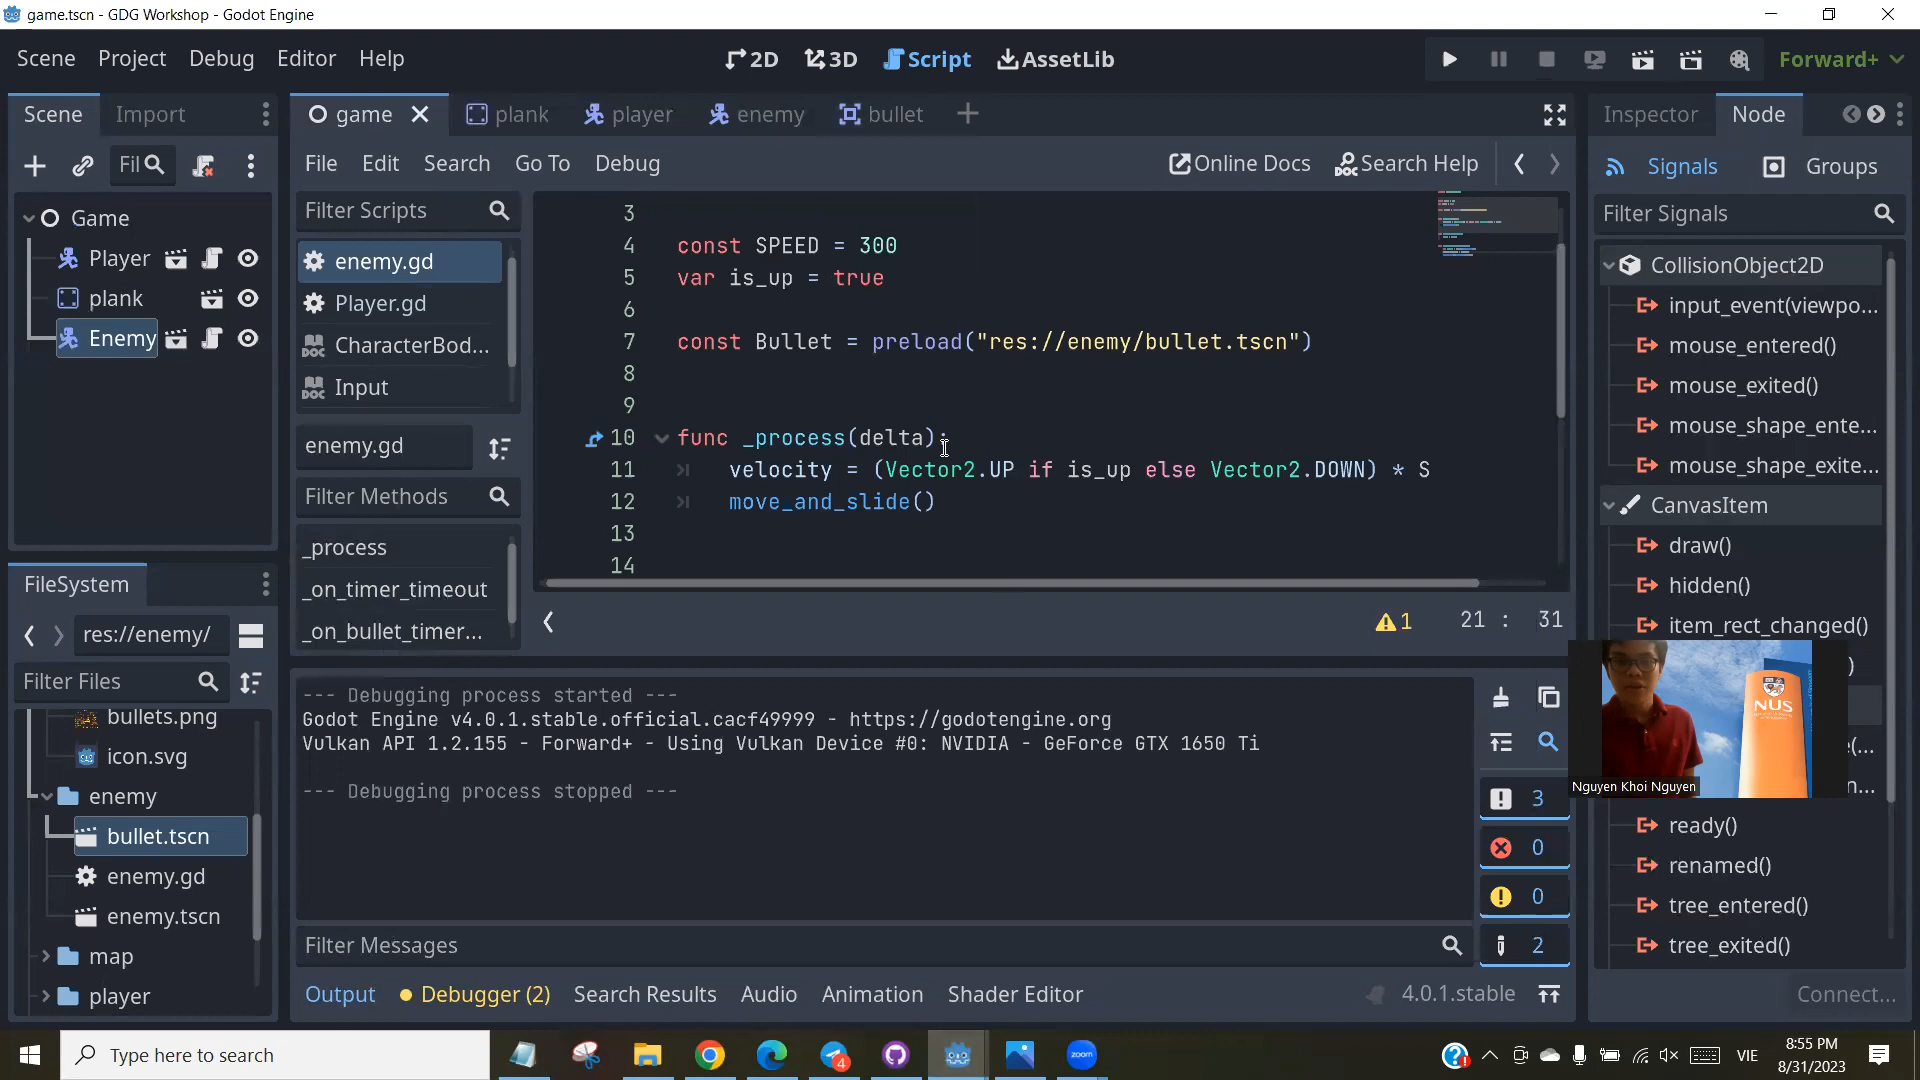 game.tscn - GDG Workshop - Godot Engine
Scene Project Debug Editor Help
2D 3D Script AssetLib
Forward+
Scene Import
game plank player enemy bullet
Inspector Node
Fil
File Edit Search Go To Debug
Online Docs Search Help
Signals Groups
Game
Player
plank
Enemy
Filter Scripts
enemy.gd
Player.gd
CharacterBod...
Input
enemy.gd
Filter Methods
_process
_on_timer_timeout
_on_bullet_timer...
3
4 const SPEED = 300
5 var is_up = true
6
7 const Bullet = preload("res://enemy/bullet.tscn")
8
9
10 func _process(delta):
11 velocity = (Vector2.UP if is_up else Vector2.DOWN) * S
12 move_and_slide()
13
14
1 21 : 31
Filter Signals
CollisionObject2D
input_event(viewpo...
mouse_entered()
mouse_exited()
mouse_shape_ente...
mouse_shape_exite...
CanvasItem
draw()
hidden()
item_rect_changed()
)
(...
n...
ready()
renamed()
tree_entered()
tree_exited()
Connect...
FileSystem
res://enemy/
Filter Files
bullets.png
icon.svg
enemy
bullet.tscn
enemy.gd
enemy.tscn
map
player
--- Debugging process started ---
Godot Engine v4.0.1.stable.official.cacf49999 - https://godotengine.org
Vulkan API 1.2.155 - Forward+ - Using Vulkan Device #0: NVIDIA - GeForce GTX 1650 Ti
--- Debugging process stopped ---
3
0
0
2
Filter Messages
Output Debugger (2) Search Results Audio Animation Shader Editor
4.0.1.stable
NUS
Nguyen Khoi Nguyen
Type here to search
4
zoom
VIE
8:55 PM
8/31/2023